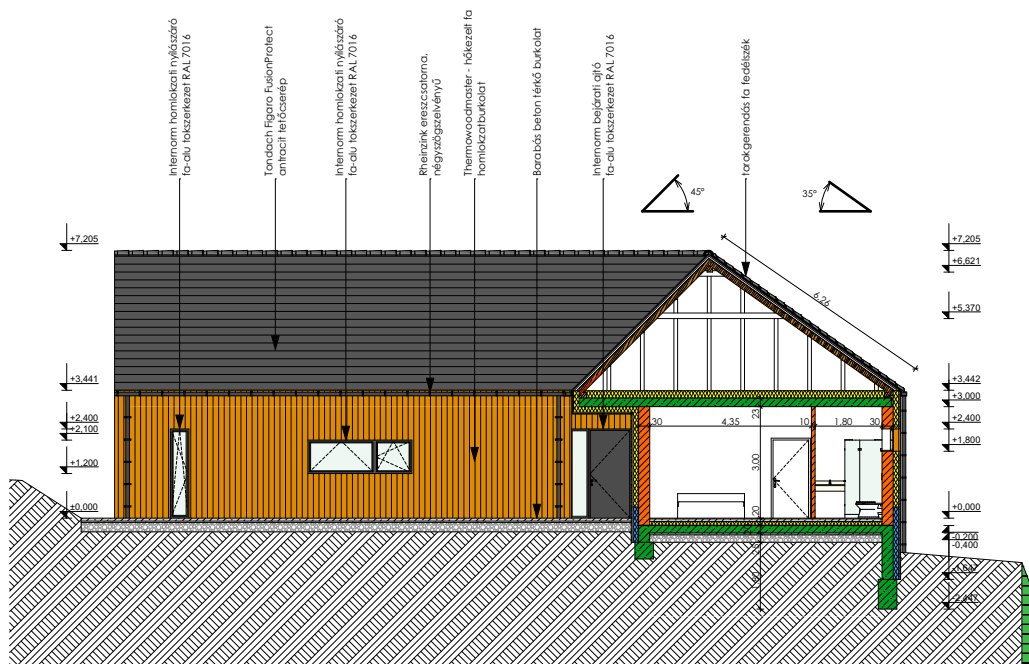 Internorm homlokzati nyílászáró
fa-alu tokszerkezet RAL 7016
Tondach Figaro FusionProtect
antracit tetőcserép
Internorm homlokzati nyílászáró
fa-alu tokszerkezet RAL 7016
Rheinzink ereszcsatorna,
négyszögszelvényű
Thermowoodmaster - hőkezelt fa
homlokzatburkolat
Barabás beton térkő burkolat
Internorm bejárati ajtó
fa-alu tokszerkezet RAL 7016
torokgerendás fa fedélszék
45°
35°
+7,205
+3,441
+2,400
+2,100
+1,200
±0,000
6,26
23
30
4,35
10
1,80
30
3,00
20
+7,205
+6,621
+5,370
+3,442
+3,000
+2,400
+1,800
+0,000
-0,200
-0,400
-2,447